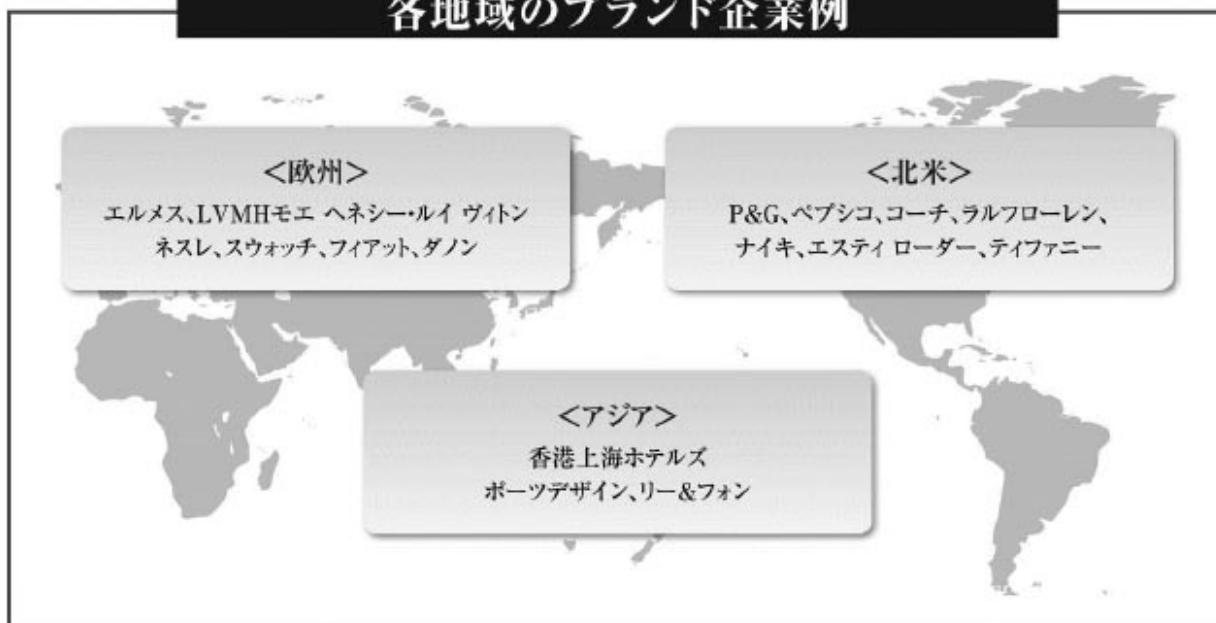 各地域のブランド企業例
＜欧州＞
エルメス、LVMHモエ ヘネシー・ルイ ヴィトン
ネスレ、スウォッチ、フィアット、ダノン
＜北米＞
P&G、ペプシコ、コーチ、ラルフローレン、
ナイキ、エスティ ローダー、ティファニー
＜アジア＞
香港上海ホテルズ
ポーツデザイン、リー&フォン